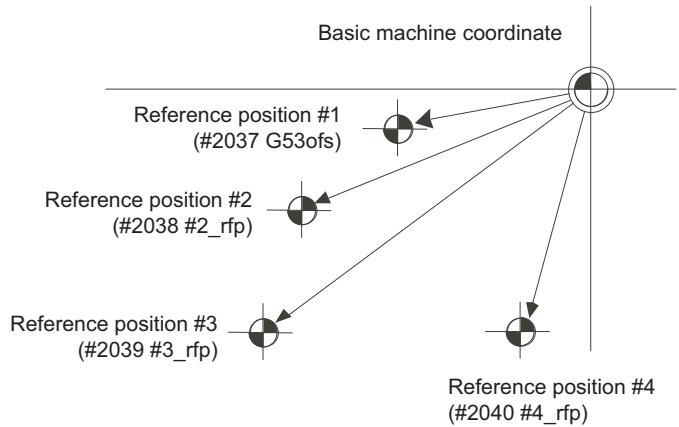 Basic machine coordinate
Reference position #1
(#2037 G53ofs)
Reference position #2
(#2038 #2_rfp)
Reference position #3
(#2039 #3_rfp)
Reference position #4
(#2040 #4_rfp)